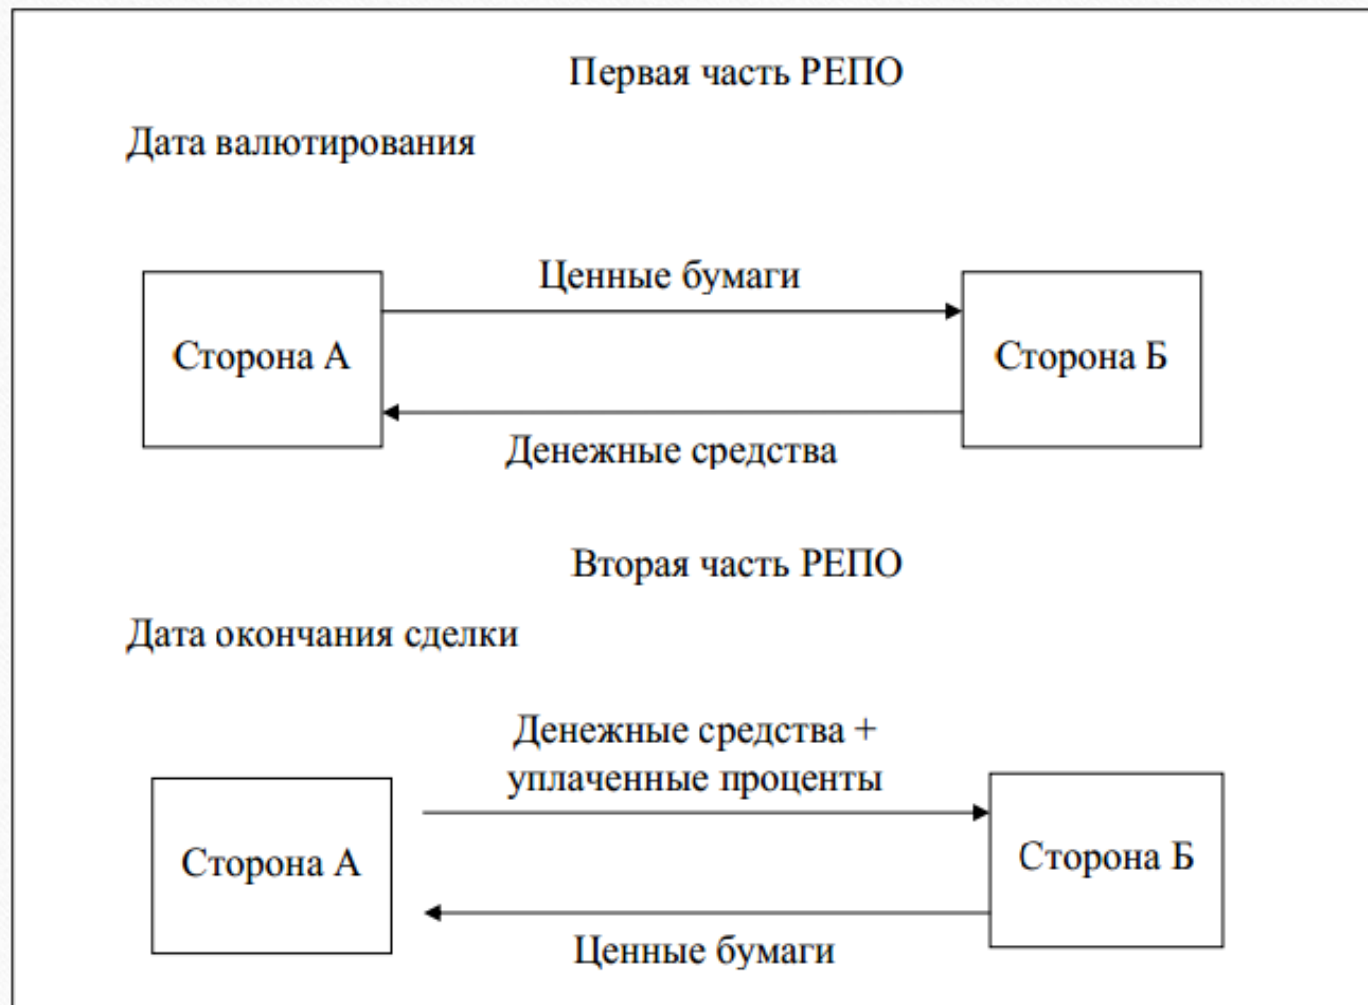 Первая часть РЕПО
Дата валютирования
Ценные бумаги
Сторона А
Сторона Б
Денежные средства
Вторая часть РЕПО
Дата окончания сделки
Денежные средства +
уплаченные проценты
Сторона А
Сторона Б
Ценные бумаги